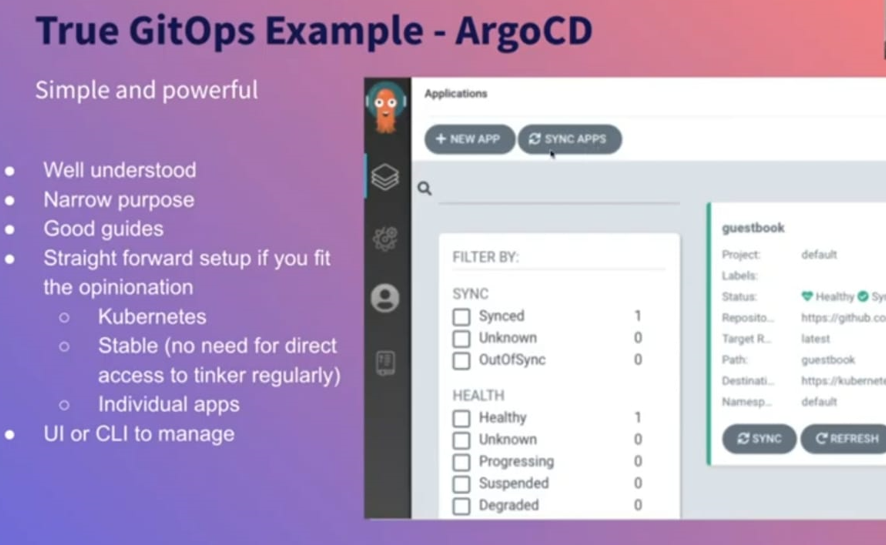 True GitOps Example - ArgoCD
Simple and powerful
Well understood
Narrow purpose
Good guides
Straight forward setup if you fit
the opinionation
Kubernetes
Stable (no need for direct
access to tinker regularly)
Individual apps
UI or CLI to manage
Applications
+ NEW APP
SYNC APPS
FILTER BY:
SYNC
Synced 1
Unknown 0
OutOfSync 0
HEALTH
Healthy 1
Unknown 0
Progressing 0
Suspended 0
Degraded 0
guestbook
Project: default
Labels:
Status: Healthy Syn
Reposito... https://github.co
Target R... latest
Path: guestbook
Destinati... https://kubernete
Namesp... default
SYNC
REFRESH